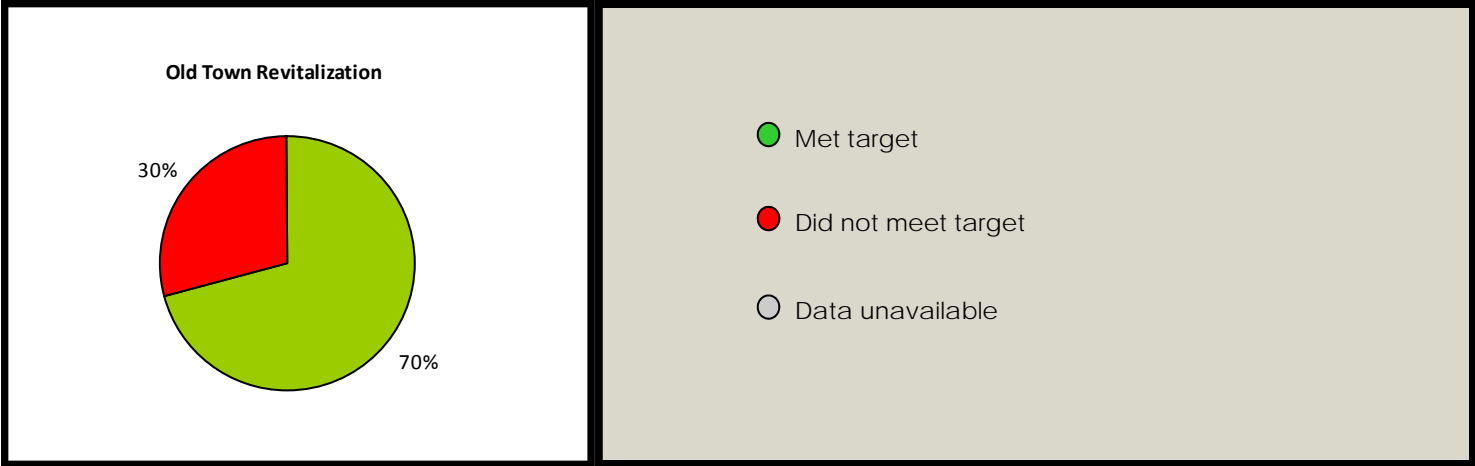 Old Town Revitalization
30%
70%
Met target
Did not meet target
Data unavailable